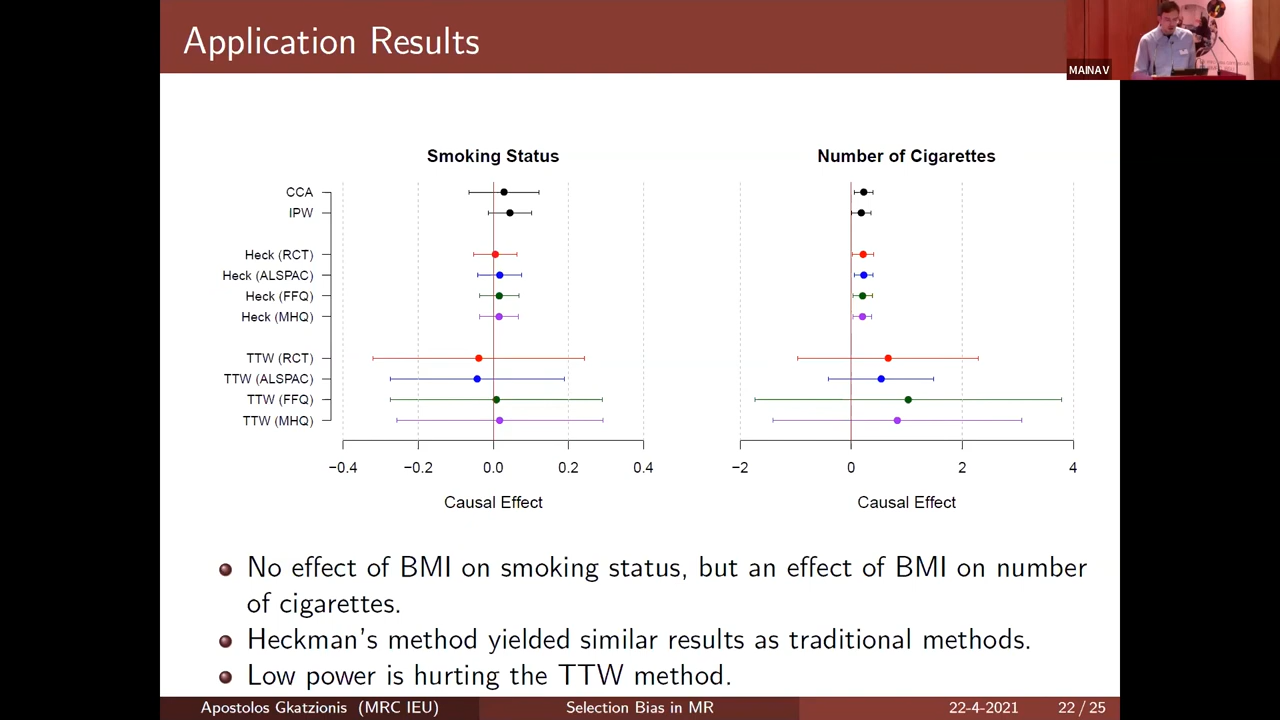 Application Results
MAINAV
Smoking Status
Number of Cigarettes
CCA
IPW
Heck (RCT)
Heck (ALSPAC)
Heck (FFQ)
Heck (MHQ)
TTW (RCT)
TTW (ALSPAC)
TTW (FFQ)
TTW (MHQ)
−0.4 −0.2 0.0 0.2 0.4
−2 0 2 4
Causal Effect
Causal Effect
No effect of BMI on smoking status, but an effect of BMI on number
of cigarettes.
Heckman's method yielded similar results as traditional methods.
Low power is hurting the TTW method.
Apostolos Gkatzionis (MRC IEU) Selection Bias in MR 22-4-2021 22 / 25